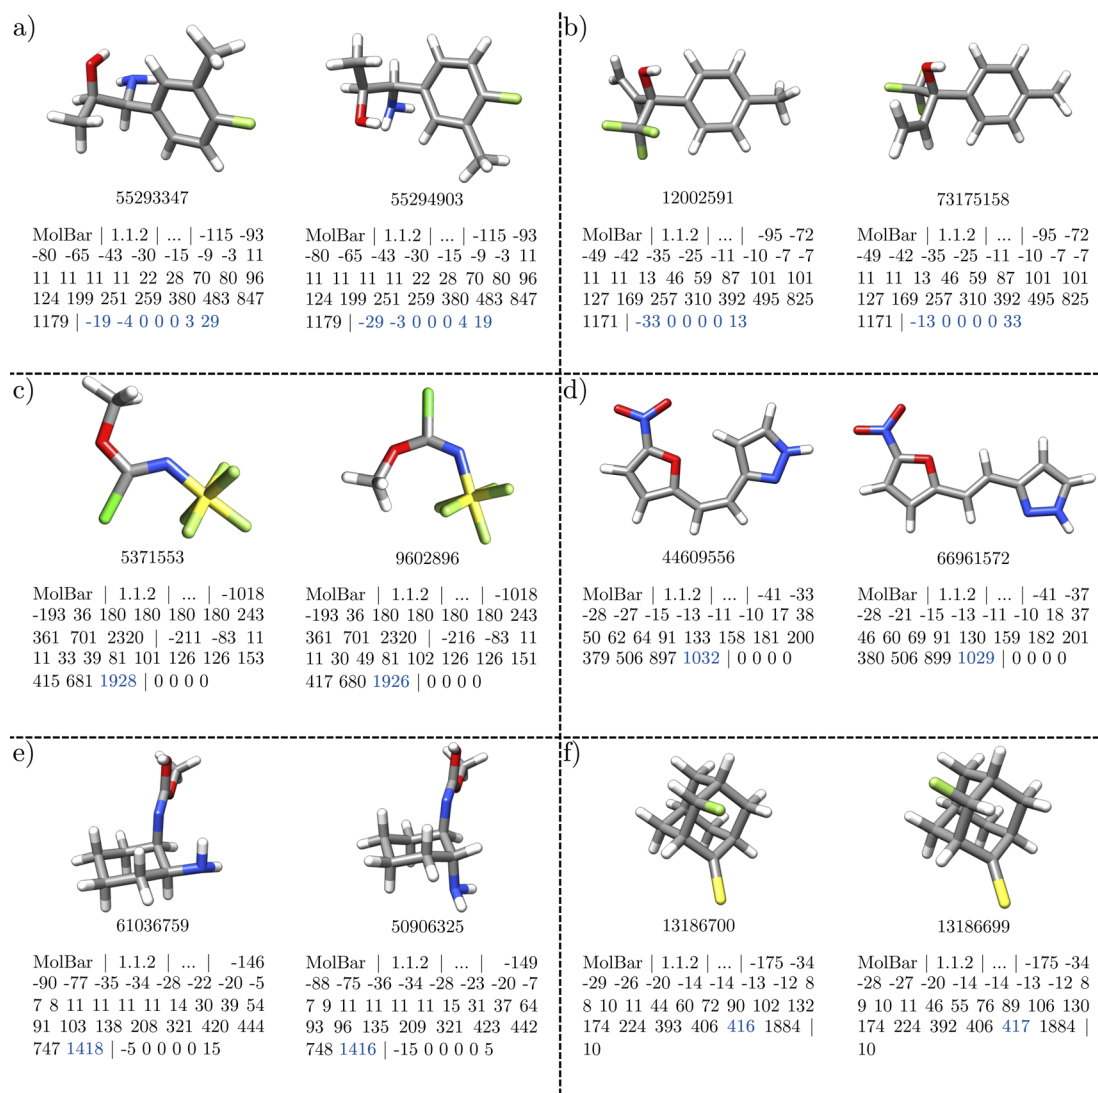 a)
55293347
MolBar | 1.1.2 | ... | -115 -93
-80 -65 -43 -30 -15 -9 -3 11
11 11 11 11 22 28 70 80 96
124 199 251 259 380 483 847
1179 | -19 -4 0 0 0 3 29
55294903
MolBar | 1.1.2 | ... | -115 -93
-80 -65 -43 -30 -15 -9 -3 11
11 11 11 11 22 28 70 80 96
124 199 251 259 380 483 847
1179 | -29 -3 0 0 0 4 19
b)
12002591
MolBar | 1.1.2 | ... | -95 -72
-49 -42 -35 -25 -11 -10 -7 -7
11 11 13 46 59 87 101 101
127 169 257 310 392 495 825
1171 | -33 0 0 0 0 13
73175158
MolBar | 1.1.2 | ... | -95 -72
-49 -42 -35 -25 -11 -10 -7 -7
11 11 13 46 59 87 101 101
127 169 257 310 392 495 825
1171 | -13 0 0 0 0 33
c)
5371553
MolBar | 1.1.2 | ... | -1018
-193 36 180 180 180 180 243
361 701 2320 | -211 -83 11
11 33 39 81 101 126 126 153
415 681 1928 | 0 0 0 0
9602896
MolBar | 1.1.2 | ... | -1018
-193 36 180 180 180 180 243
361 701 2320 | -216 -83 11
11 30 49 81 102 126 126 151
417 680 1926 | 0 0 0 0
d)
44609556
MolBar | 1.1.2 | ... | -41 -33
-28 -27 -15 -13 -11 -10 17 38
50 62 64 91 133 158 181 200
379 506 897 1032 | 0 0 0 0
66961572
MolBar | 1.1.2 | ... | -41 -37
-28 -21 -15 -13 -11 -10 18 37
46 60 69 91 130 159 182 201
380 506 899 1029 | 0 0 0 0
e)
61036759
MolBar | 1.1.2 | ... | -146
-90 -77 -35 -34 -28 -22 -20 -5
7 8 11 11 11 11 14 30 39 54
91 103 138 208 321 420 444
747 1418 | -5 0 0 0 0 15
50906325
MolBar | 1.1.2 | ... | -149
-88 -75 -36 -34 -28 -23 -20 -7
7 9 11 11 11 11 15 31 37 64
93 96 135 209 321 423 442
748 1416 | -15 0 0 0 0 5
f)
13186700
MolBar | 1.1.2 | ... | -175 -34
-29 -26 -20 -14 -14 -13 -12 8
8 10 11 44 60 72 90 102 132
174 224 393 406 416 1884 |
10
13186699
MolBar | 1.1.2 | ... | -175 -34
-28 -27 -20 -14 -14 -13 -12 8
9 10 11 46 55 76 89 106 130
174 224 392 406 417 1884 |
10